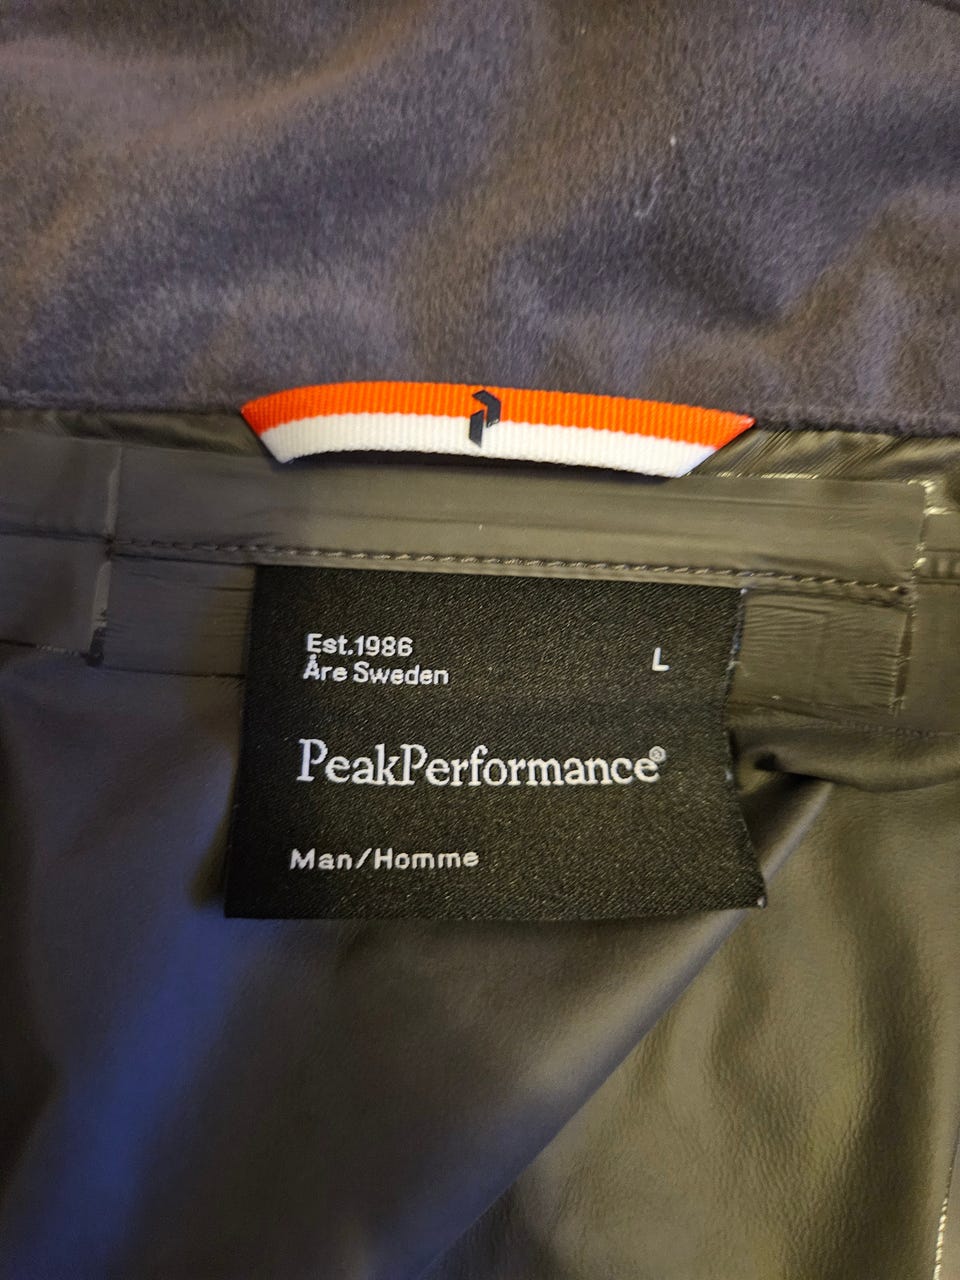 Est.1986
Åre Sweden
L
PeakPerformance®
Man/Homme